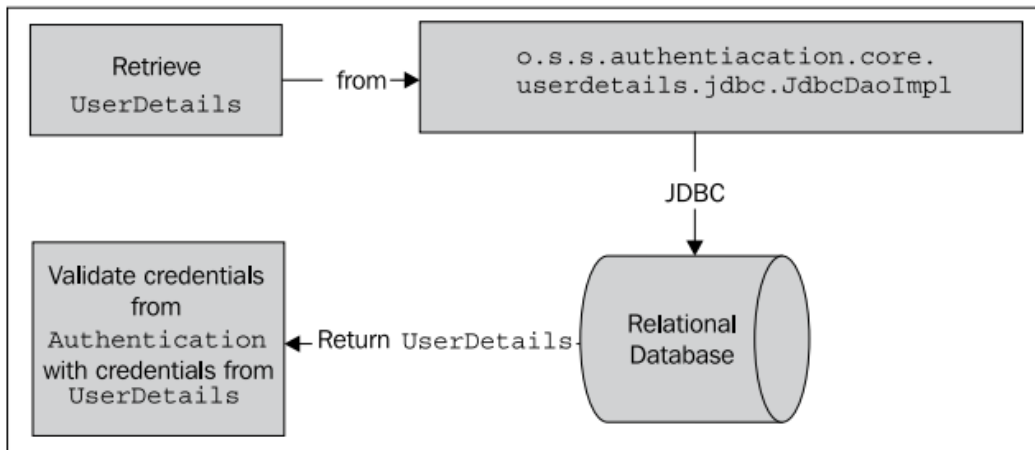 Retrieve
UserDetails
from
o.s.s.authentiacation.core.
userdetails.jdbc.JdbcDaoImpl
JDBC
Relational
Database
Return UserDetails
Validate credentials
from
Authentication
with credentials from
UserDetails